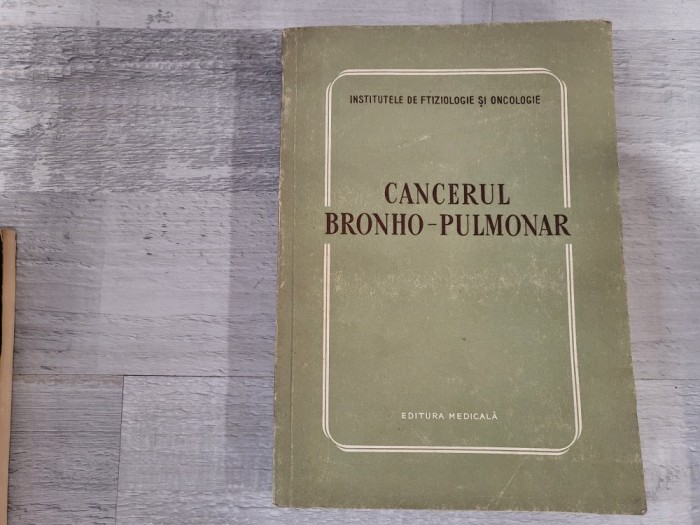 INSTITUTELE DE FTIZIOLOGIE ȘI ONCOLOGIE
CANCERUL
BRONHO-PULMONAR
EDITURA MEDICALĂ